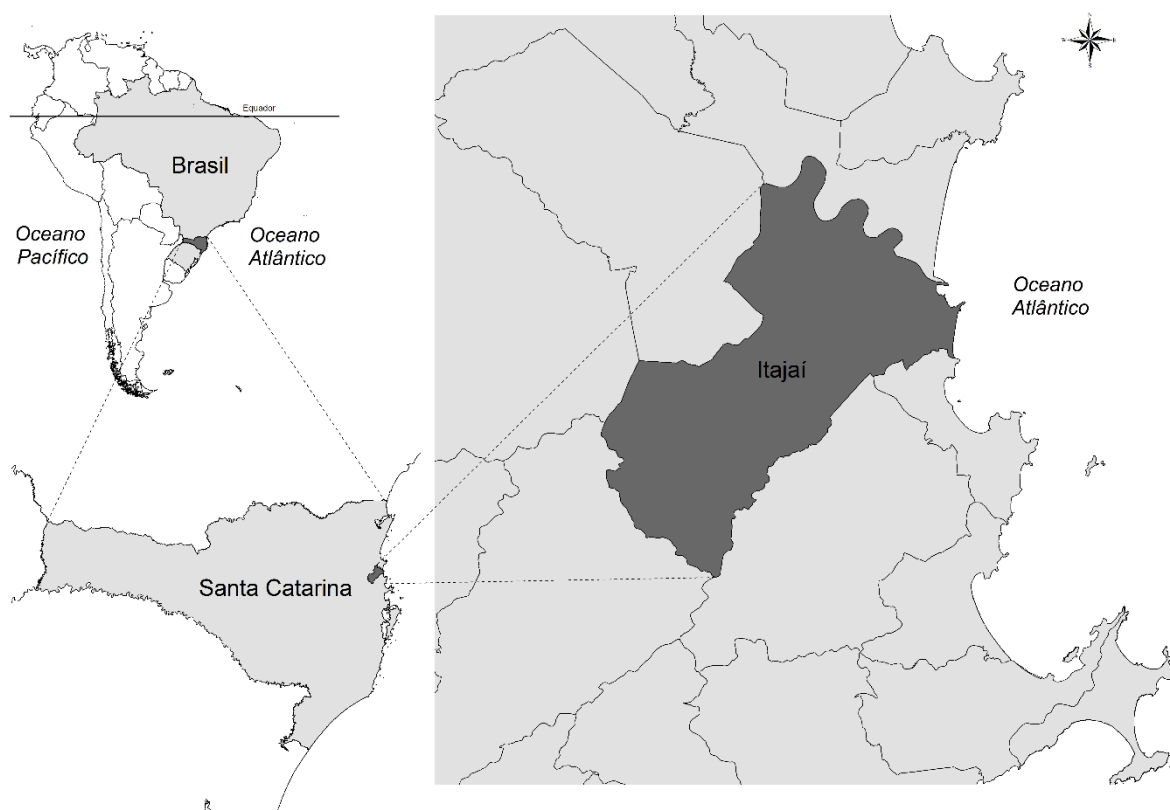 Equador
Brasil
Oceano
Pacífico
Oceano
Atlântico
Santa Catarina
Itajaí
Oceano
Atlântico